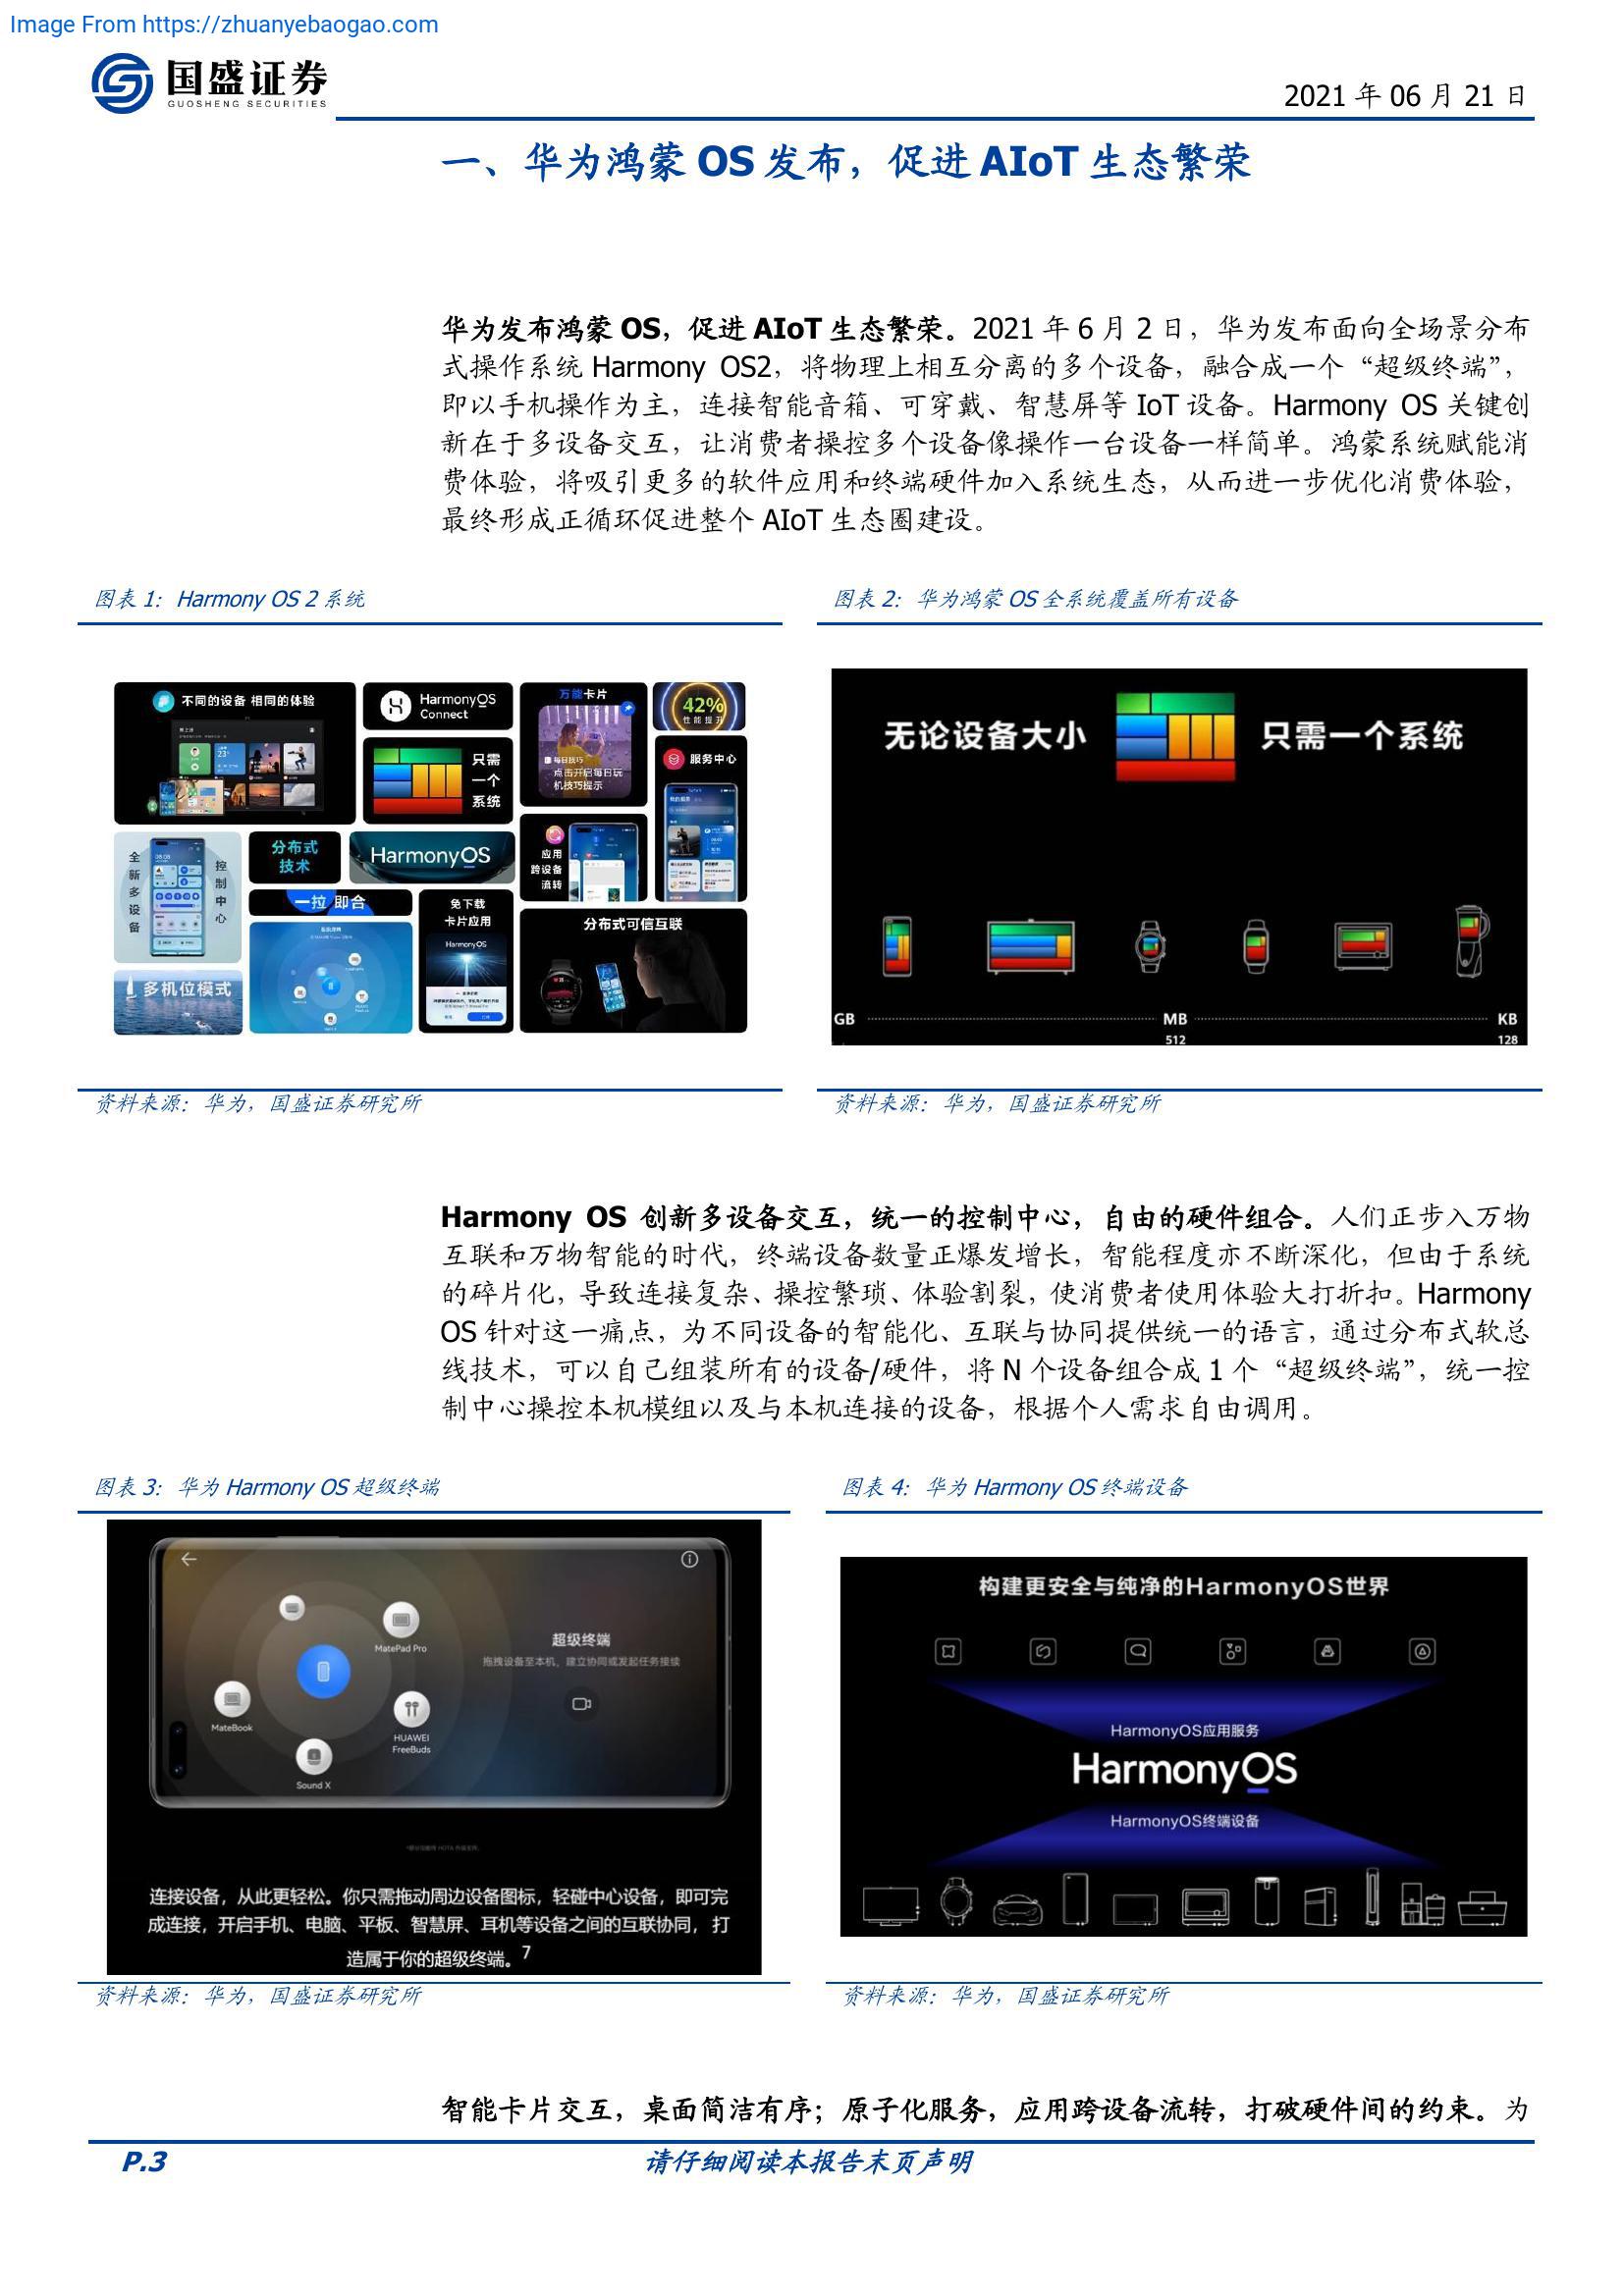 Image From https://zhuanyebaogao.com
国盛证券
GUOSHENG SECURITIES
2021 年 06 月 21 日
一、华为鸿蒙 OS 发布，促进 AIoT 生态繁荣
华为发布鸿蒙 OS，促进 AIoT 生态繁荣。2021 年 6 月 2 日，华为发布面向全场景分布
式操作系统 Harmony OS2，将物理上相互分离的多个设备，融合成一个“超级终端”，
即以手机操作为主，连接智能音箱、可穿戴、智慧屏等 IoT 设备。Harmony OS 关键创
新在于多设备交互，让消费者操控多个设备像操作一台设备一样简单。鸿蒙系统赋能消
费体验，将吸引更多的软件应用和终端硬件加入系统生态，从而进一步优化消费体验，
最终形成正循环促进整个 AIoT 生态圈建设。
图表 1：Harmony OS 2 系统
不同的设备 相同的体验
HarmonyOS
Connect
只需
一个
系统
万能卡片
每日技巧
点击开启每日玩
机技巧提示
42%
性能提升
服务中心
全新多设备
控制中心
分布式
技术
HarmonyOS
一拉 即合
免下载
卡片应用
HarmonyOS
应用
跨设备
流转
分布式可信互联
多机位模式
资料来源：华为，国盛证券研究所
图表 2：华为鸿蒙 OS 全系统覆盖所有设备
无论设备大小
只需一个系统
GB
MB
KB
512
128
资料来源：华为，国盛证券研究所
Harmony OS 创新多设备交互，统一的控制中心，自由的硬件组合。人们正步入万物
互联和万物智能的时代，终端设备数量正爆发增长，智能程度亦不断深化，但由于系统
的碎片化，导致连接复杂、操控繁琐、体验割裂，使消费者使用体验大打折扣。Harmony
OS 针对这一痛点，为不同设备的智能化、互联与协同提供统一的语言，通过分布式软总
线技术，可以自己组装所有的设备/硬件，将 N 个设备组合成 1 个“超级终端”，统一控
制中心操控本机模组以及与本机连接的设备，根据个人需求自由调用。
图表 3：华为 Harmony OS 超级终端
MatePad Pro
超级终端
拖拽设备至本机，建立协同或发起任务接续
MateBook
HUAWEI
FreeBuds
Sound X
连接设备，从此更轻松。你只需拖动周边设备图标，轻碰中心设备，即可完
成连接，开启手机、电脑、平板、智慧屏、耳机等设备之间的互联协同，打
造属于你的超级终端。7
资料来源：华为，国盛证券研究所
图表 4：华为 Harmony OS 终端设备
构建更安全与纯净的HarmonyOS世界
HarmonyOS应用服务
HarmonyOS
HarmonyOS终端设备
资料来源：华为，国盛证券研究所
智能卡片交互，桌面简洁有序；原子化服务，应用跨设备流转，打破硬件间的约束。为
P.3
请仔细阅读本报告末页声明